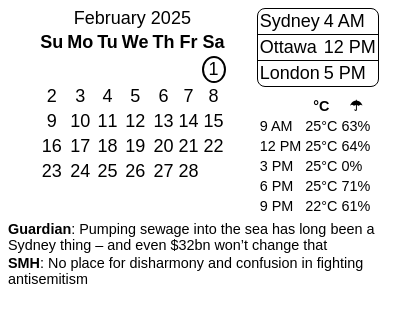 February 2025
Su Mo Tu We Th Fr Sa
1
2 3 4 5 6 7 8
9 10 11 12 13 14 15
16 17 18 19 20 21 22
23 24 25 26 27 28
Sydney 4 AM
Ottawa 12 PM
London 5 PM
°C ☂
9 AM 25°C 63%
12 PM 25°C 64%
3 PM 25°C 0%
6 PM 25°C 71%
9 PM 22°C 61%
Guardian: Pumping sewage into the sea has long been a
Sydney thing – and even $32bn won’t change that
SMH: No place for disharmony and confusion in fighting
antisemitism